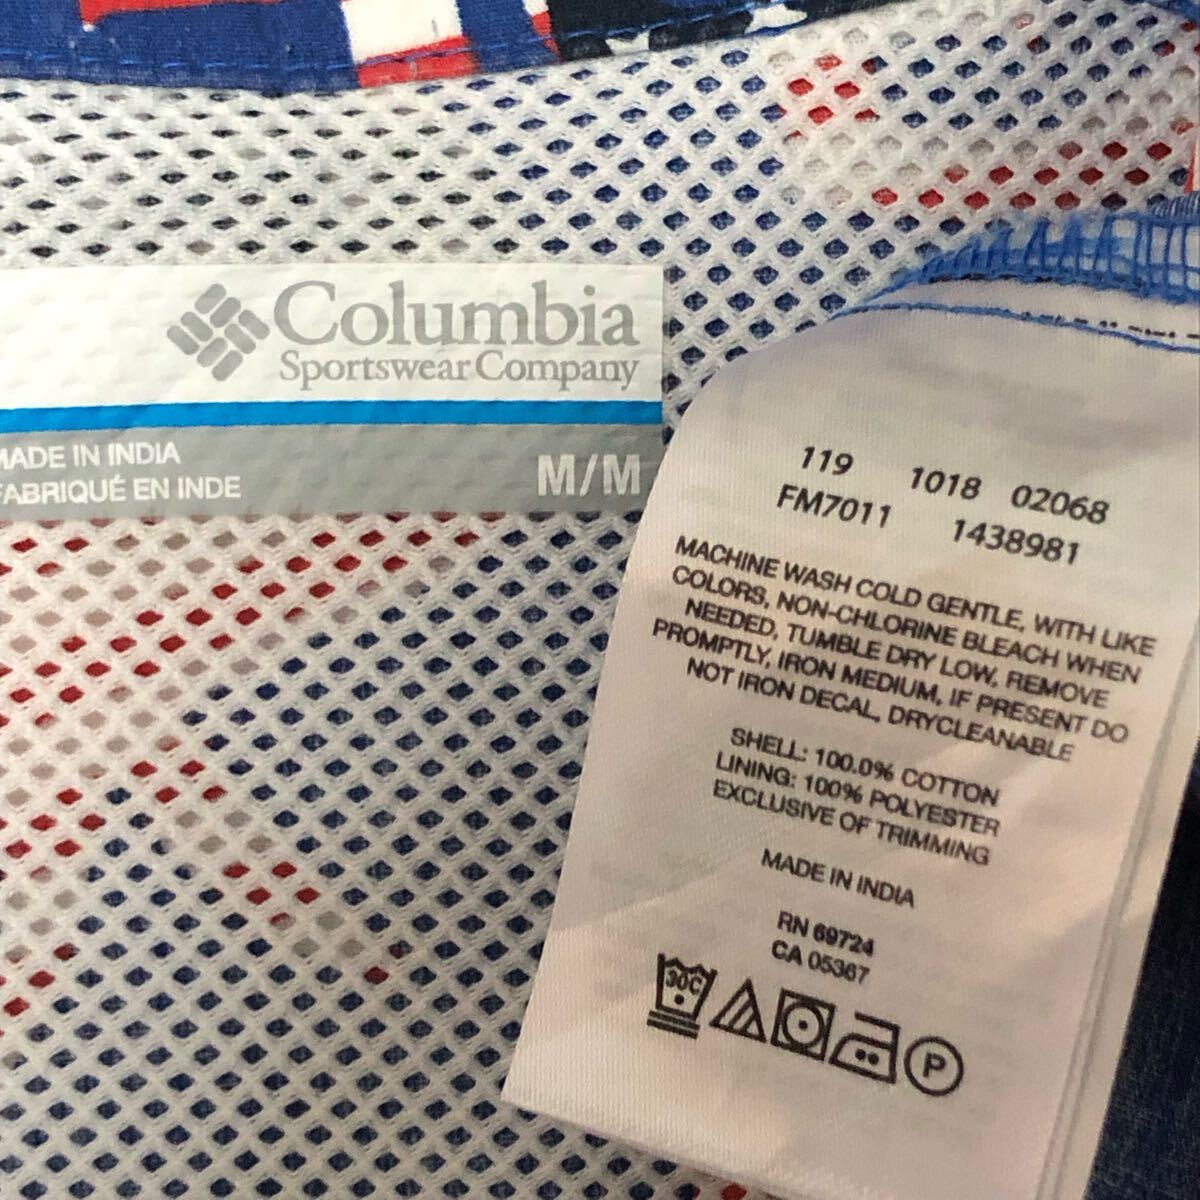 Columbia
Sportswear Company
MADE IN INDIA
FABRIQUÉ EN INDE
M/M
119 1018 02068
FM7011 1438981
MACHINE WASH COLD GENTLE, WITH LIKE
COLORS, NON-CHLORINE BLEACH WHEN
NEEDED, TUMBLE DRY LOW, REMOVE
PROMPTLY, IRON MEDIUM, IF PRESENT DO
NOT IRON DECAL, DRYCLEANABLE
SHELL: 100.0% COTTON
LINING: 100% POLYESTER
EXCLUSIVE OF TRIMMING
MADE IN INDIA
RN 69724
CA 05367
30C
P